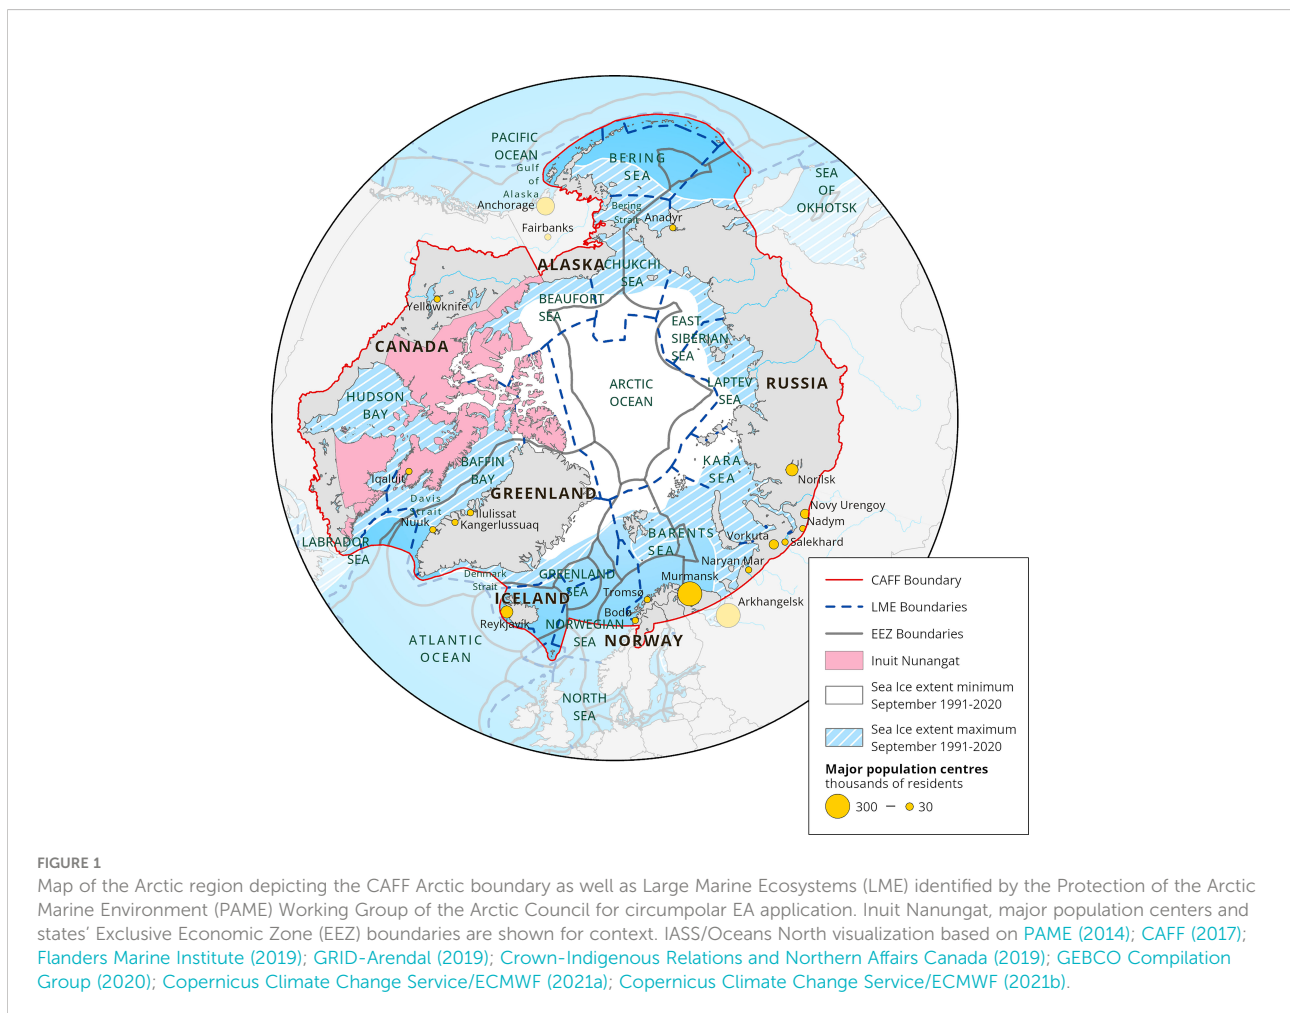 PACIFIC
OCEAN
Gulf
of
Alaska
Anchorage
Fairbanks
BERING
SEA
Bering
Strait
Anadyr
SEA
OF
OKHOTSK
ALASKA
CHUKCHI
SEA
BEAUFORT
SEA
Yellowknife
CANADA
EAST
SIBERIAN
SEA
ARCTIC
OCEAN
LAPTEV
SEA
RUSSIA
HUDSON
BAY
BAFFIN
BAY
KARA
SEA
Norilsk
Iqaluit
GREENLAND
Davis
Strait
Ilulissat
Kangerlussuaq
Nuuk
Novy Urengoy
Nadym
Vorkuta
Salekhard
LABRADOR
SEA
BARENTS
SEA
Naryan Mar
Denmark
Strait
GREENLAND
SEA
Murmansk
Tromsø
Arkhangelsk
ICELAND
Reykjavik
Bodø
NORWEGIAN
SEA
NORWAY
ATLANTIC
OCEAN
NORTH
SEA
CAFF Boundary
LME Boundaries
EEZ Boundaries
Inuit Nunangat
Sea Ice extent minimum
September 1991-2020
Sea Ice extent maximum
September 1991-2020
Major population centres
thousands of residents
300 — 30
FIGURE 1
Map of the Arctic region depicting the CAFF Arctic boundary as well as Large Marine Ecosystems (LME) identified by the Protection of the Arctic
Marine Environment (PAME) Working Group of the Arctic Council for circumpolar EA application. Inuit Nanungat, major population centers and
states’ Exclusive Economic Zone (EEZ) boundaries are shown for context. IASS/Oceans North visualization based on PAME (2014); CAFF (2017);
Flanders Marine Institute (2019); GRID-Arendal (2019); Crown-Indigenous Relations and Northern Affairs Canada (2019); GEBCO Compilation
Group (2020); Copernicus Climate Change Service/ECMWF (2021a); Copernicus Climate Change Service/ECMWF (2021b).